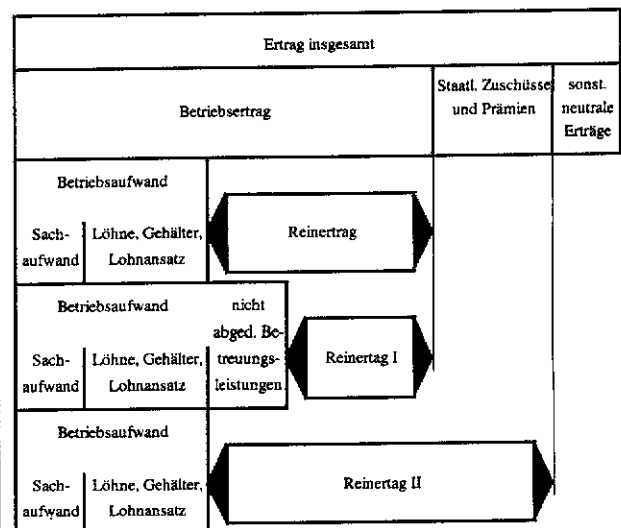 Ertrag insgesamt
Betriebsertrag
Staatl. Zuschüsse
und Prämien
sonst.
neutrale
Erträge
Betriebsaufwand
Sach-
aufwand
Löhne, Gehälter,
Lohnansatz
Reinertrag
Betriebsaufwand
Sach-
aufwand
Löhne, Gehälter,
Lohnansatz
nicht
abged. Be-
treuungs-
leistungen
Reinertag I
Betriebsaufwand
Sach-
aufwand
Löhne, Gehälter,
Lohnansatz
Reinertag II